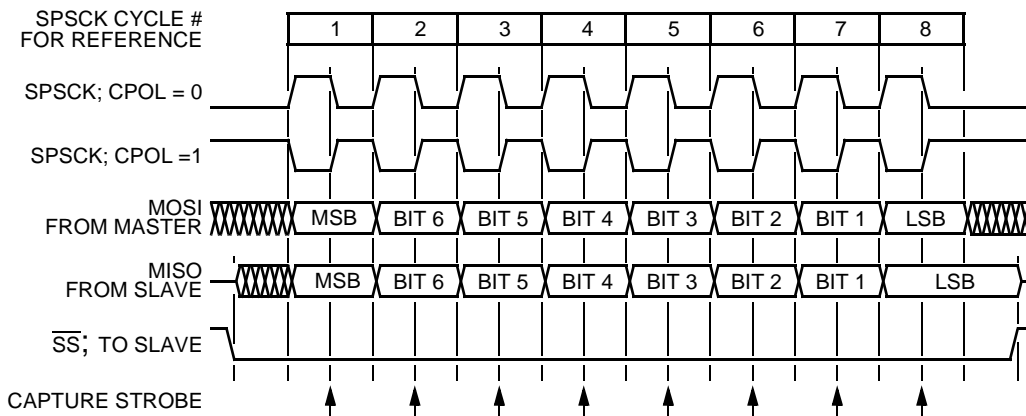 SPSCK CYCLE #
FOR REFERENCE
1 2 3 4 5 6 7 8
SPSCK; CPOL = 0
SPSCK; CPOL =1
MOSI
FROM MASTER
MSB BIT 6 BIT 5 BIT 4 BIT 3 BIT 2 BIT 1 LSB
MISO
FROM SLAVE
MSB BIT 6 BIT 5 BIT 4 BIT 3 BIT 2 BIT 1 LSB
SS; TO SLAVE
CAPTURE STROBE